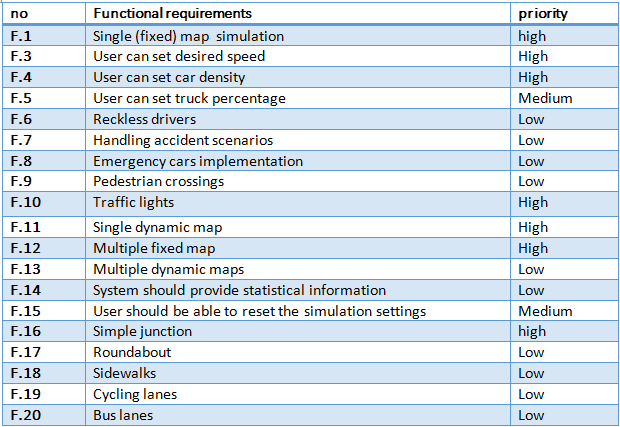 no Functional requirements priority
F.1 Single (fixed) map simulation high
F.3 User can set desired speed High
F.4 User can set car density High
F.5 User can set truck percentage Medium
F.6 Reckless drivers Low
F.7 Handling accident scenarios Low
F.8 Emergency cars implementation Low
F.9 Pedestrian crossings Low
F.10 Traffic lights High
F.11 Single dynamic map High
F.12 Multiple fixed map High
F.13 Multiple dynamic maps Low
F.14 System should provide statistical information Low
F.15 User should be able to reset the simulation settings Medium
F.16 Simple junction high
F.17 Roundabout Low
F.18 Sidewalks Low
F.19 Cycling lanes Low
F.20 Bus lanes Low